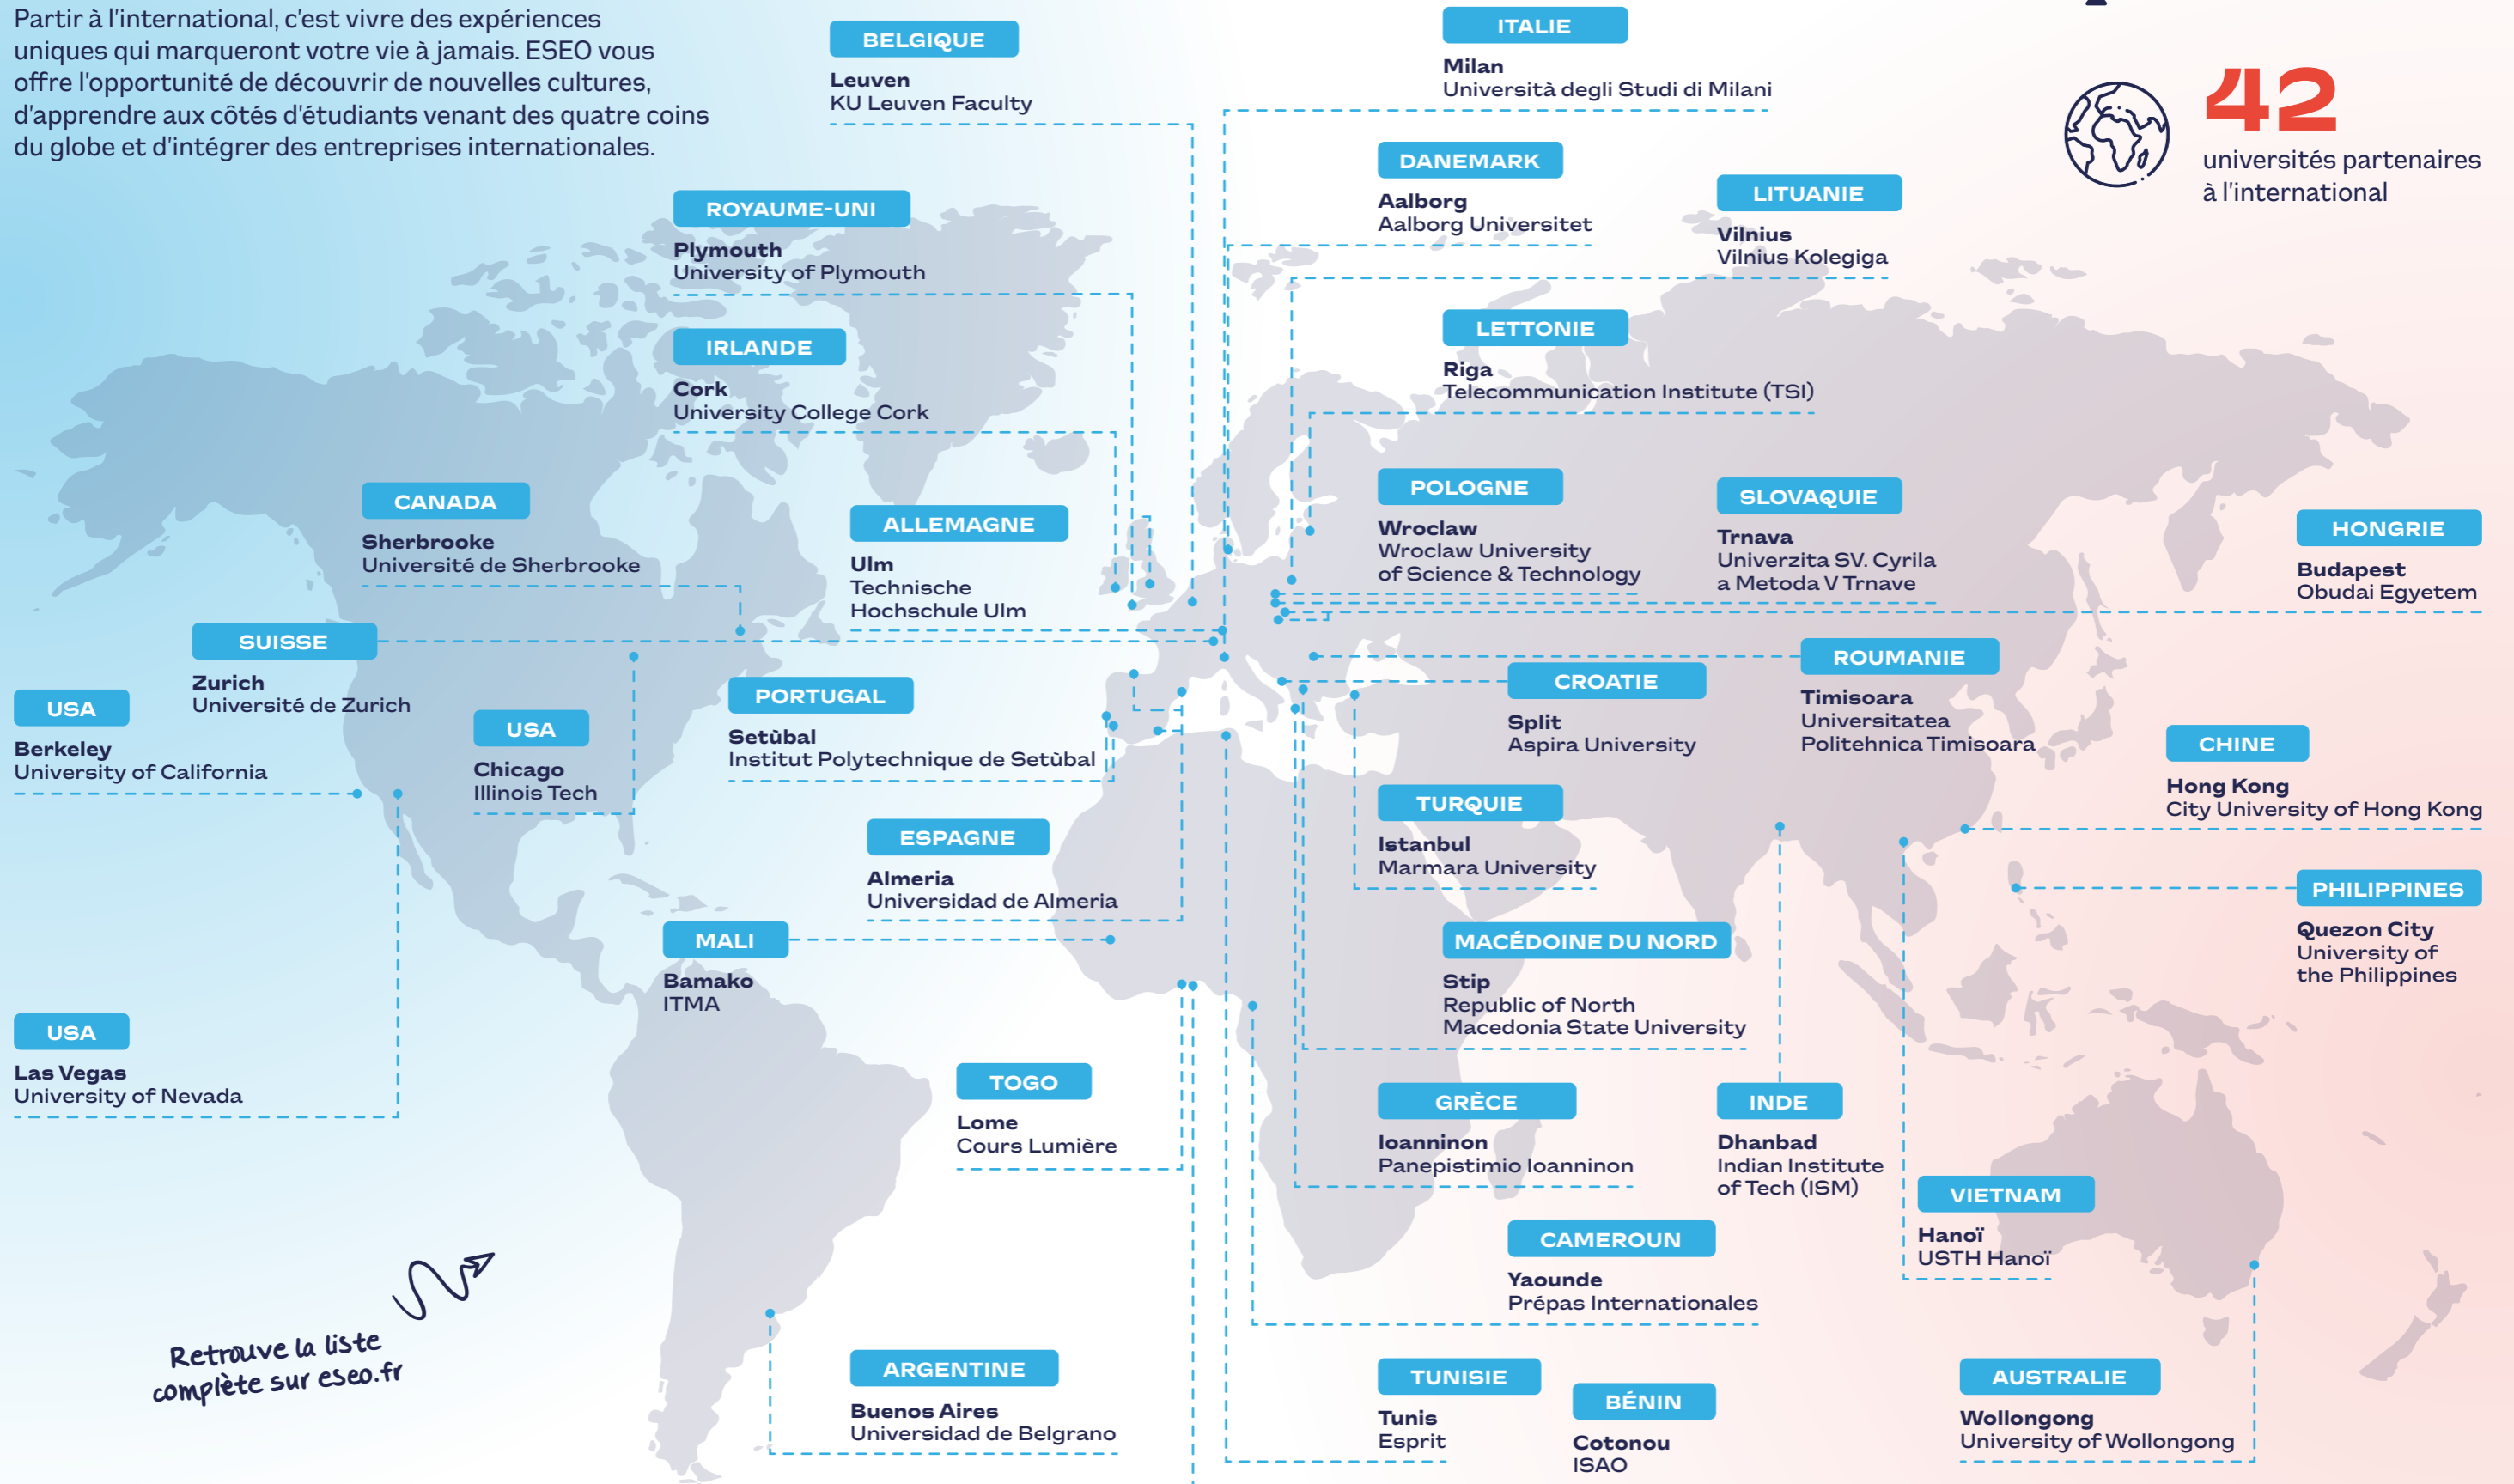 Partir à l'international, c'est vivre des expériences
uniques qui marqueront votre vie à jamais. ESEO vous
offre l'opportunité de découvrir de nouvelles cultures,
d'apprendre aux côtés d'étudiants venant des quatre coins
du globe et d'intégrer des entreprises internationales.
42
universités partenaires
à l'international
BELGIQUE
Leuven
KU Leuven Faculty
ITALIE
Milan
Università degli Studi di Milani
DANEMARK
Aalborg
Aalborg Universitet
LITUANIE
Vilnius
Vilnius Kolegiga
ROYAUME-UNI
Plymouth
University of Plymouth
IRLANDE
Cork
University College Cork
LETTONIE
Riga
Telecommunication Institute (TSI)
CANADA
Sherbrooke
Université de Sherbrooke
ALLEMAGNE
Ulm
Technische
Hochschule Ulm
POLOGNE
Wroclaw
Wroclaw University
of Science & Technology
SLOVAQUIE
Trnava
Univerzita SV. Cyrila
a Metoda V Trnave
HONGRIE
Budapest
Obudai Egyetem
SUISSE
Zurich
Université de Zurich
USA
Berkeley
University of California
USA
Chicago
Illinois Tech
PORTUGAL
Setùbal
Institut Polytechnique de Setùbal
CROATIE
Split
Aspira University
ROUMANIE
Timisoara
Universitatea
Politehnica Timisoara
CHINE
Hong Kong
City University of Hong Kong
ESPAGNE
Almeria
Universidad de Almeria
TURQUIE
Istanbul
Marmara University
PHILIPPINES
Quezon City
University of
the Philippines
MALI
Bamako
ITMA
MACÉDOINE DU NORD
Stip
Republic of North
Macedonia State University
USA
Las Vegas
University of Nevada
TOGO
Lome
Cours Lumière
GRÈCE
Ioanninon
Panepistimio Ioanninon
INDE
Dhanbad
Indian Institute
of Tech (ISM)
VIETNAM
Hanoï
USTH Hanoï
CAMEROUN
Yaounde
Prépas Internationales
Retrouve la liste
complète sur eseo.fr
ARGENTINE
Buenos Aires
Universidad de Belgrano
TUNISIE
Tunis
Esprit
BÉNIN
Cotonou
ISAO
AUSTRALIE
Wollongong
University of Wollongong